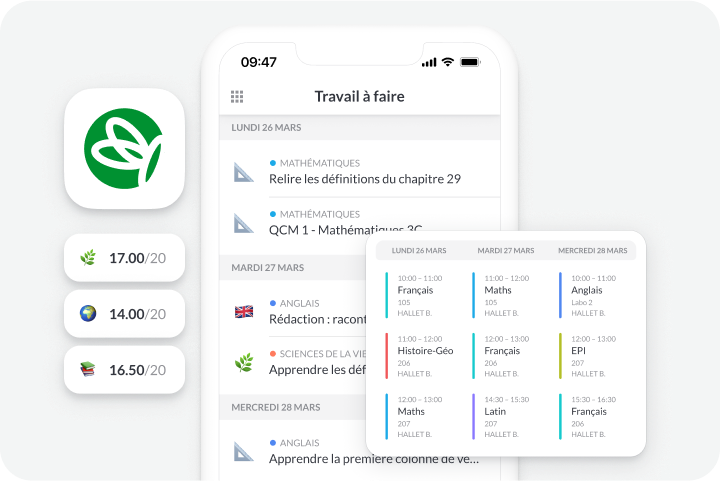 09:47
Travail à faire
LUNDI 26 MARS
MATHÉMATIQUES
Relire les définitions du chapitre 29
MATHÉMATIQUES
QCM 1 - Mathématiques 3C
MARDI 27 MARS
ANGLAIS
Rédaction : racont
SCIENCES DE LA VIE
Apprendre les déf
MERCREDI 28 MARS
ANGLAIS
Apprendre la première colonne de ve...
17.00/20
14.00/20
16.50/20
LUNDI 26 MARS MARDI 27 MARS MERCREDI 28 MARS
10:00 – 11:00 11:00 – 12:00 10:00 – 11:00
Français Maths Anglais
105 105 Labo 2
HALLET B. HALLET B. HALLET B.
11:00 – 12:00 12:00 – 13:00 12:00 – 13:00
Histoire-Géo Français EPI
206 206 207
HALLET B. HALLET B. HALLET B.
12:00 – 13:00 14:30 – 15:30 15:30 – 16:30
Maths Latin Français
207 207 206
HALLET B. HALLET B. HALLET B.